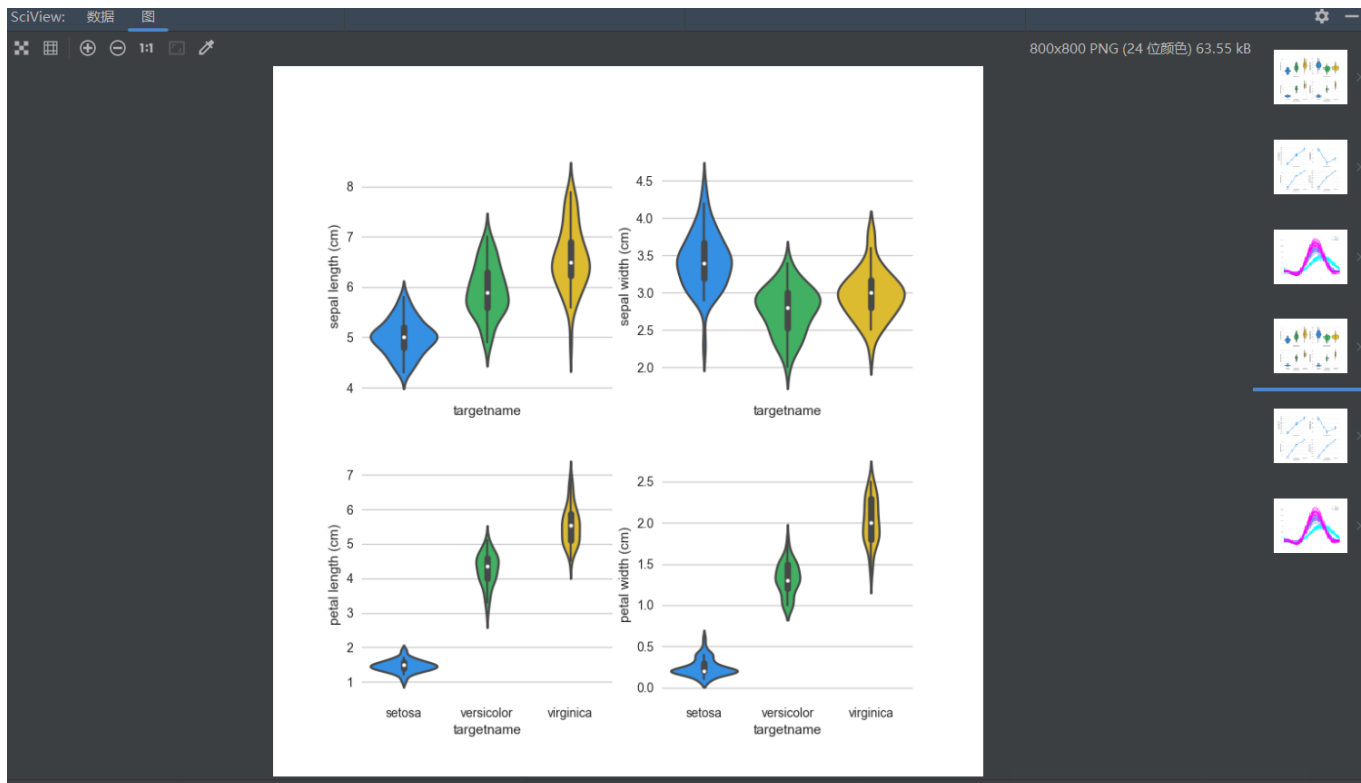 SciView: 数据 图
1:1
800x800 PNG (24 位颜色) 63.55 kB
sepal length (cm)
8
7
6
5
4
targetname
sepal width (cm)
4.5
4.0
3.5
3.0
2.5
2.0
targetname
petal length (cm)
7
6
5
4
3
2
1
setosa versicolor virginica
targetname
petal width (cm)
2.5
2.0
1.5
1.0
0.5
0.0
setosa versicolor virginica
targetname